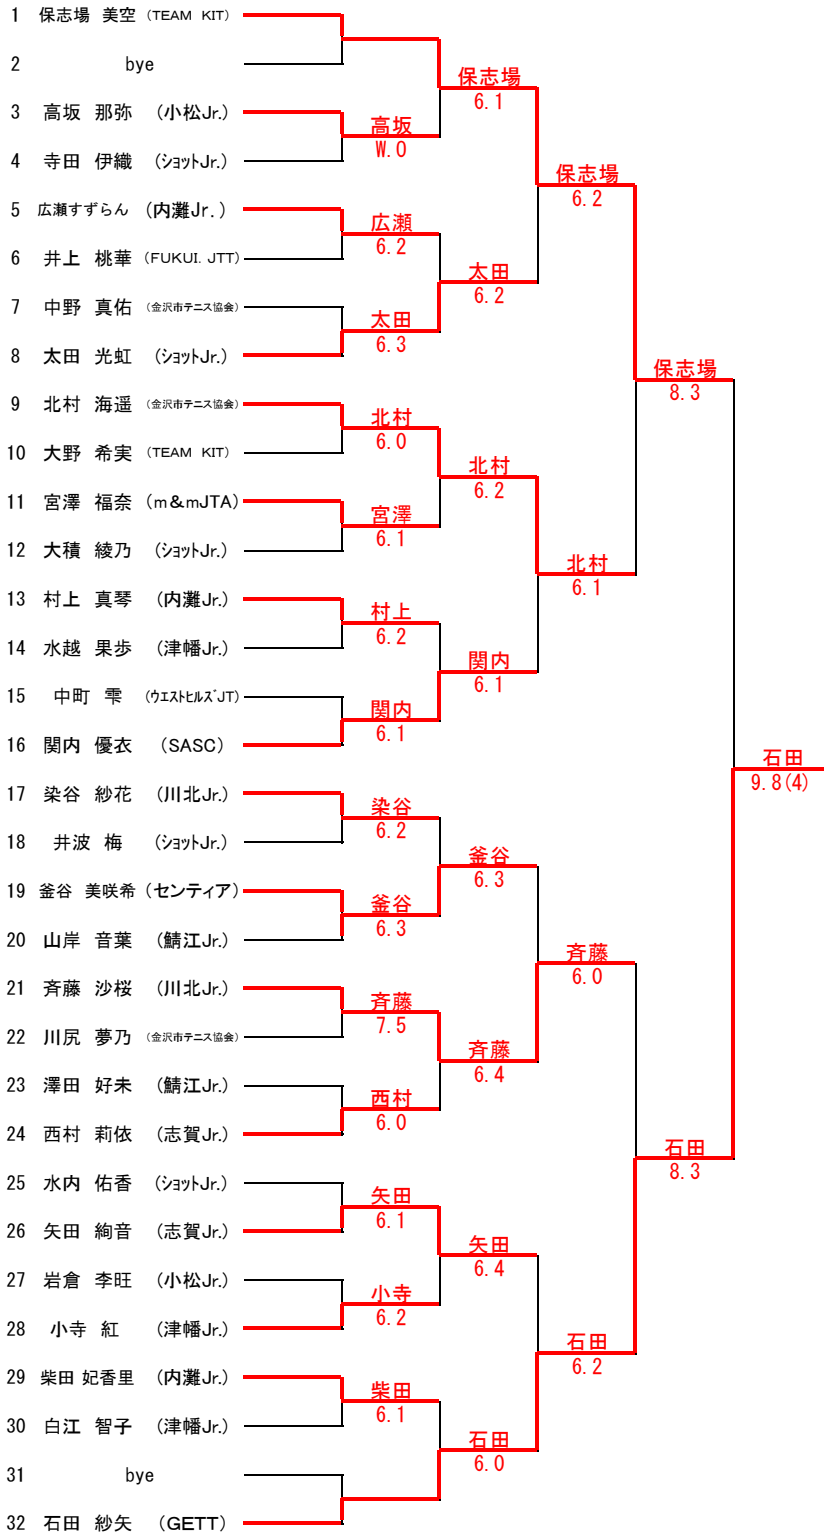 1 保志場 美空 (TEAM KIT)
2 bye
3 高坂 那弥 (小松Jr.)
4 寺田 伊織 (ショットJr.)
5 広瀬すずらん (内灘Jr.)
6 井上 桃華 (FUKUI. JTT)
7 中野 真佑 (金沢市テニス協会)
8 太田 光虹 (ショットJr.)
9 北村 海遥 (金沢市テニス協会)
10 大野 希実 (TEAM KIT)
11 宮澤 福奈 (m&mJTA)
12 大積 綾乃 (ショットJr.)
13 村上 真琴 (内灘Jr.)
14 水越 果歩 (津幡Jr.)
15 中町 雫 (ウエストヒルズJT)
16 関内 優衣 (SASC)
17 染谷 紗花 (川北Jr.)
18 井波 梅 (ショットJr.)
19 釜谷 美咲希 (センティア)
20 山岸 音葉 (鯖江Jr.)
21 斉藤 沙桜 (川北Jr.)
22 川尻 夢乃 (金沢市テニス協会)
23 澤田 好未 (鯖江Jr.)
24 西村 莉依 (志賀Jr.)
25 水内 佑香 (ショットJr.)
26 矢田 絢音 (志賀Jr.)
27 岩倉 李旺 (小松Jr.)
28 小寺 紅 (津幡Jr.)
29 柴田 妃香里 (内灘Jr.)
30 白江 智子 (津幡Jr.)
31 bye
32 石田 紗矢 (GETT)
高坂
W.0
広瀬
6.2
太田
6.3
北村
6.0
宮澤
6.1
村上
6.2
関内
6.1
染谷
6.2
釜谷
6.3
斉藤
7.5
西村
6.0
矢田
6.1
小寺
6.2
柴田
6.1
保志場
6.1
太田
6.2
北村
6.2
関内
6.1
釜谷
6.3
斉藤
6.4
矢田
6.4
石田
6.0
保志場
6.2
北村
6.1
斉藤
6.0
石田
6.2
保志場
8.3
石田
8.3
石田
9.8(4)